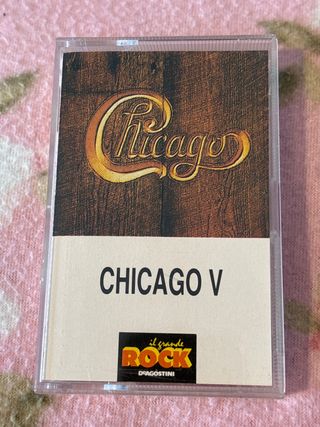 Chicago
CHICAGO V
il grande
ROCK
DeAGOSTINI